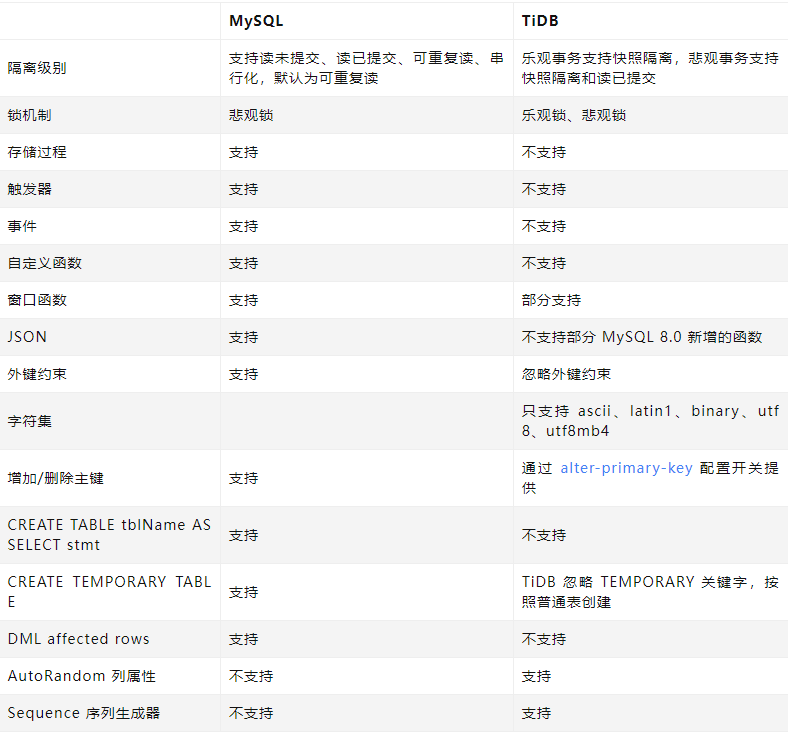 MySQL TiDB
隔离级别 支持读未提交、读已提交、可重复读、串 乐观事务支持快照隔离，悲观事务支持
行化，默认为可重复读 快照隔离和读已提交
锁机制 悲观锁 乐观锁、悲观锁
存储过程 支持 不支持
触发器 支持 不支持
事件 支持 不支持
自定义函数 支持 不支持
窗口函数 支持 部分支持
JSON 支持 不支持部分 MySQL 8.0 新增的函数
外键约束 支持 忽略外键约束
字符集 只支持 ascii、latin1、binary、utf
8、utf8mb4
增加/删除主键 支持 通过 alter-primary-key 配置开关提
供
CREATE TABLE tblName AS 支持 不支持
SELECT stmt
CREATE TEMPORARY TABL 支持 TiDB 忽略 TEMPORARY 关键字，按
E 照普通表创建
DML affected rows 支持 不支持
AutoRandom 列属性 不支持 支持
Sequence 序列生成器 不支持 支持